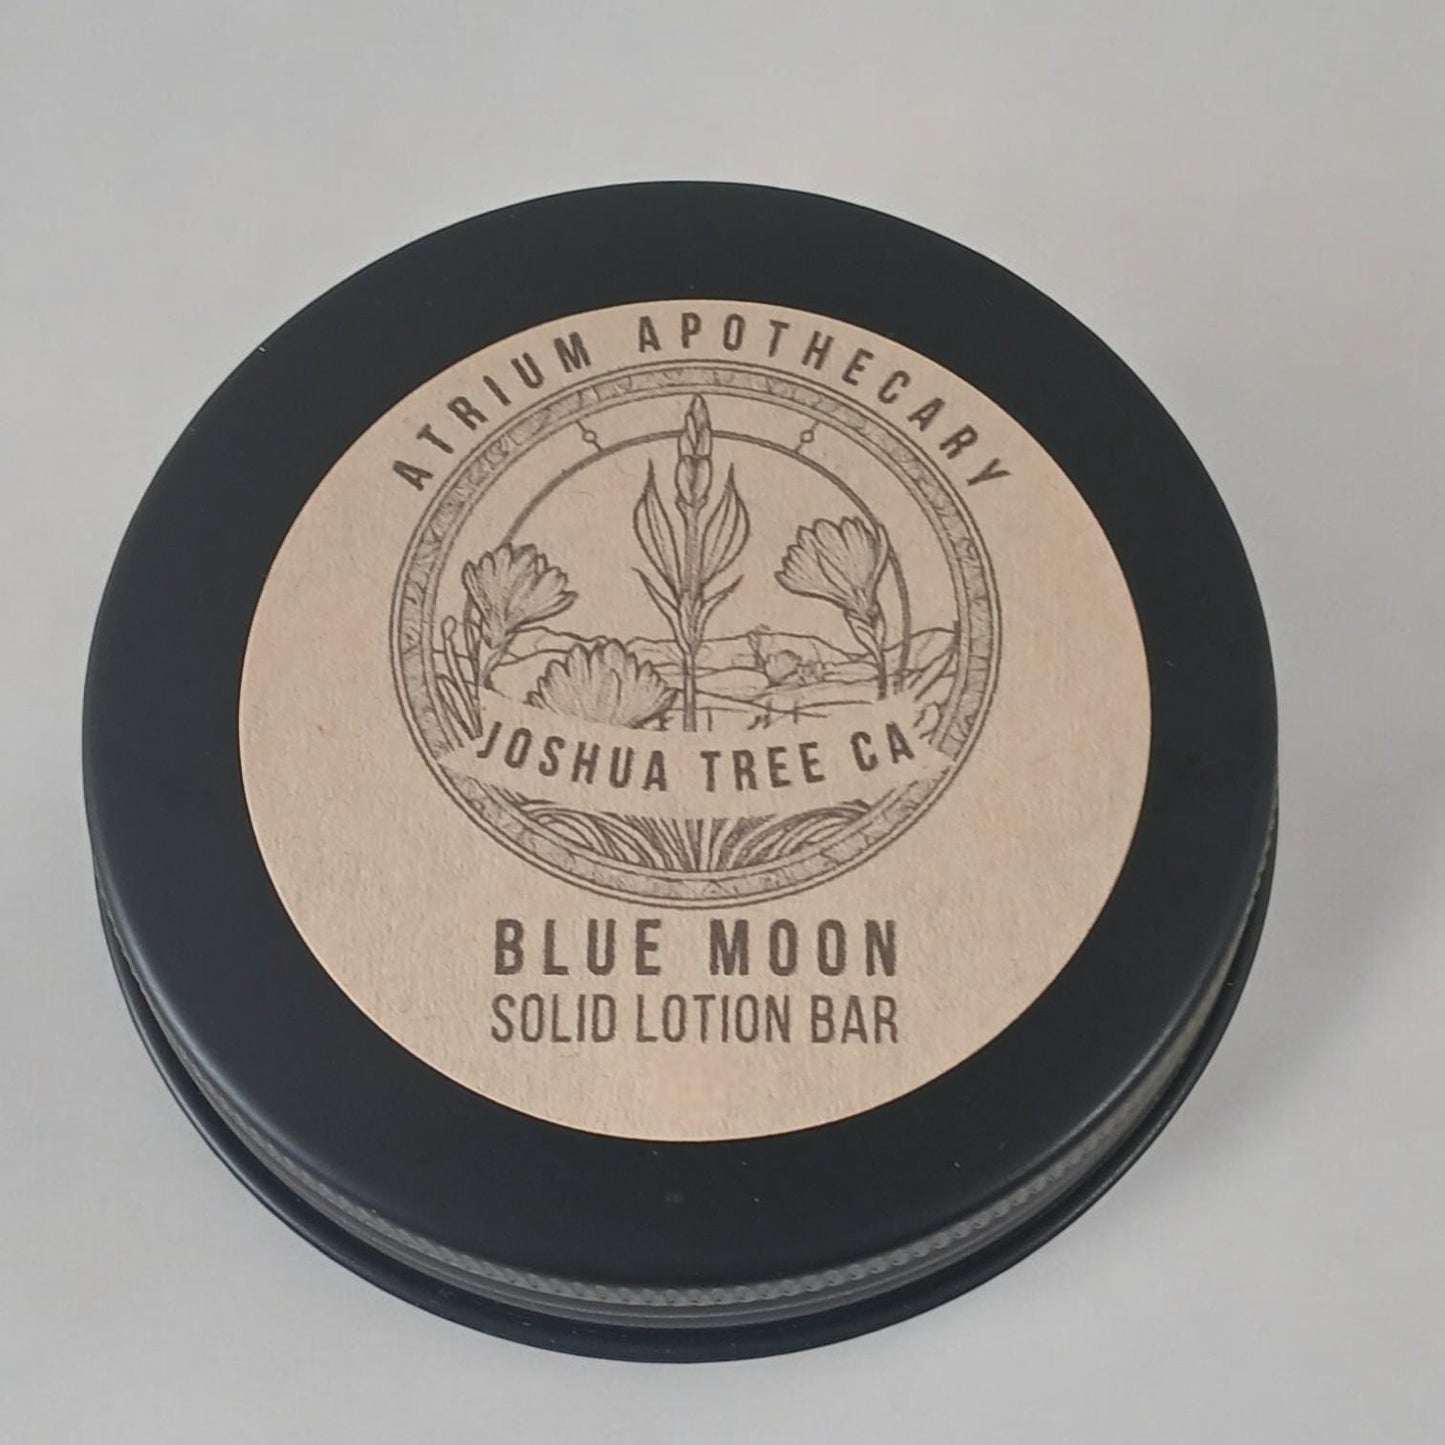 ATRIUM APOTHECARY
JOSHUA TREE CA
BLUE MOON
SOLID LOTION BAR